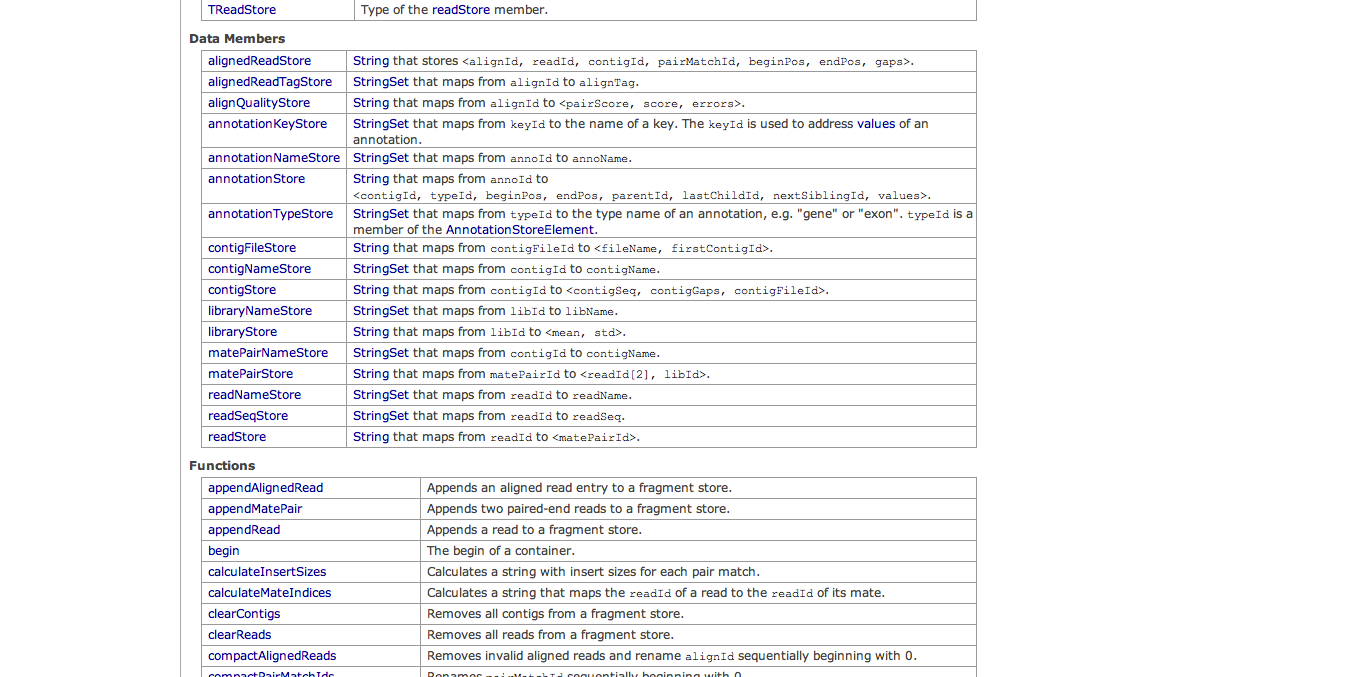 TReadStore Type of the readStore member.
Data Members
alignedReadStore String that stores <alignId, readId, contigId, pairMatchId, beginPos, endPos, gaps>.
alignedReadTagStore StringSet that maps from alignId to alignTag.
alignQualityStore String that maps from alignId to <pairScore, score, errors>.
annotationKeyStore StringSet that maps from keyId to the name of a key. The keyId is used to address values of an
annotation.
annotationNameStore StringSet that maps from annoId to annoName.
annotationStore String that maps from annoId to
<contigId, typeId, beginPos, endPos, parentId, lastChildId, nextSiblingId, values>.
annotationTypeStore StringSet that maps from typeId to the type name of an annotation, e.g. "gene" or "exon". typeId is a
member of the AnnotationStoreElement.
contigFileStore String that maps from contigFileId to <fileName, firstContigId>.
contigNameStore StringSet that maps from contigId to contigName.
contigStore String that maps from contigId to <contigSeq, contigGaps, contigFileId>.
libraryNameStore StringSet that maps from libId to libName.
libraryStore String that maps from libId to <mean, std>.
matePairNameStore StringSet that maps from contigId to contigName.
matePairStore String that maps from matePairId to <readId[2], libId>.
readNameStore StringSet that maps from readId to readName.
readSeqStore StringSet that maps from readId to readSeq.
readStore String that maps from readId to <matePairId>.
Functions
appendAlignedRead Appends an aligned read entry to a fragment store.
appendMatePair Appends two paired-end reads to a fragment store.
appendRead Appends a read to a fragment store.
begin The begin of a container.
calculateInsertSizes Calculates a string with insert sizes for each pair match.
calculateMateIndices Calculates a string that maps the readId of a read to the readId of its mate.
clearContigs Removes all contigs from a fragment store.
clearReads Removes all reads from a fragment store.
compactAlignedReads Removes invalid aligned reads and rename alignId sequentially beginning with 0.
compactPairMatchIds Renames pairMatchId sequentially beginning with 0.